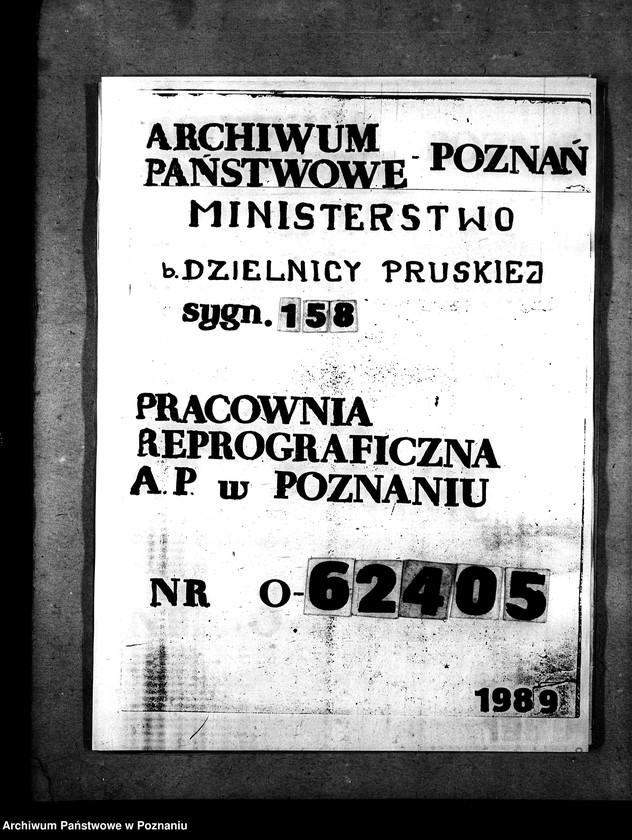 ARCHIWUM
PAŃSTWOWE - POZNAŃ
MINISTERSTWO
b. DZIELNICY PRUSKIEJ
sygn. 158
PRACOWNIA
REPROGRAFICZNA
A.P. w POZNANIU
NR O-62405
1989
Archiwum Państwowe w Poznaniu